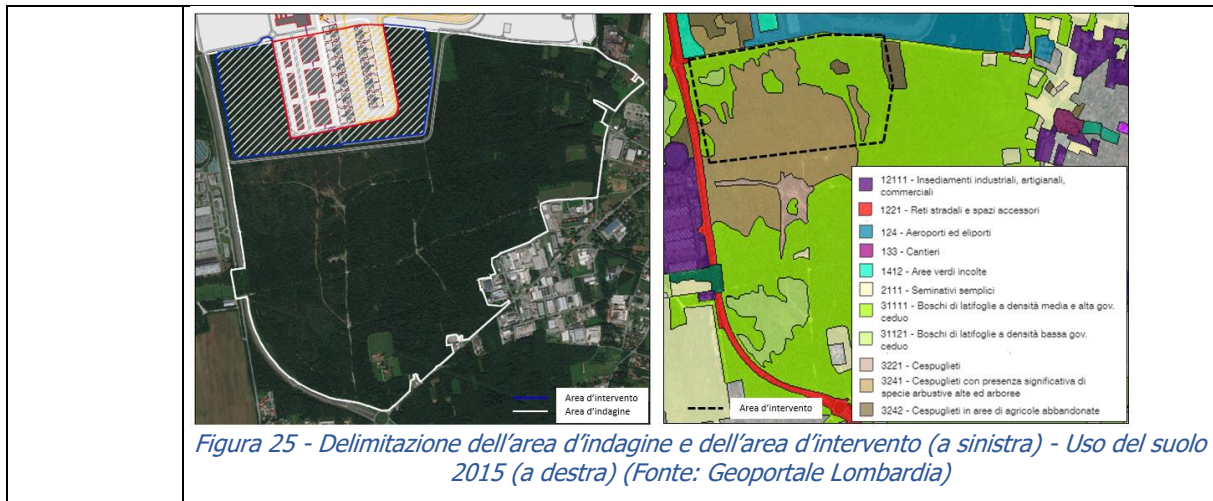 Area d'intervento
Area d'indagine
12111 - Insediamenti industriali, artigianali,
commerciali
1221 - Reti stradali e spazi accessori
124 - Aeroporti ed eliporti
133 - Cantieri
1412 - Aree verdi incolte
2111 - Seminativi semplici
31111 - Boschi di latifoglie a densità media e alta gov.
ceduo
31121 - Boschi di latifoglie a densità bassa gov.
ceduo
3221 - Cespuglieti
3241 - Cespuglieti con presenza significativa di
specie arbustive alte ed arboree
3242 - Cespuglieti in aree di agricole abbandonate
Area d'intervento
Figura 25 - Delimitazione dell'area d'indagine e dell'area d'intervento (a sinistra) - Uso del suolo
2015 (a destra) (Fonte: Geoportale Lombardia)